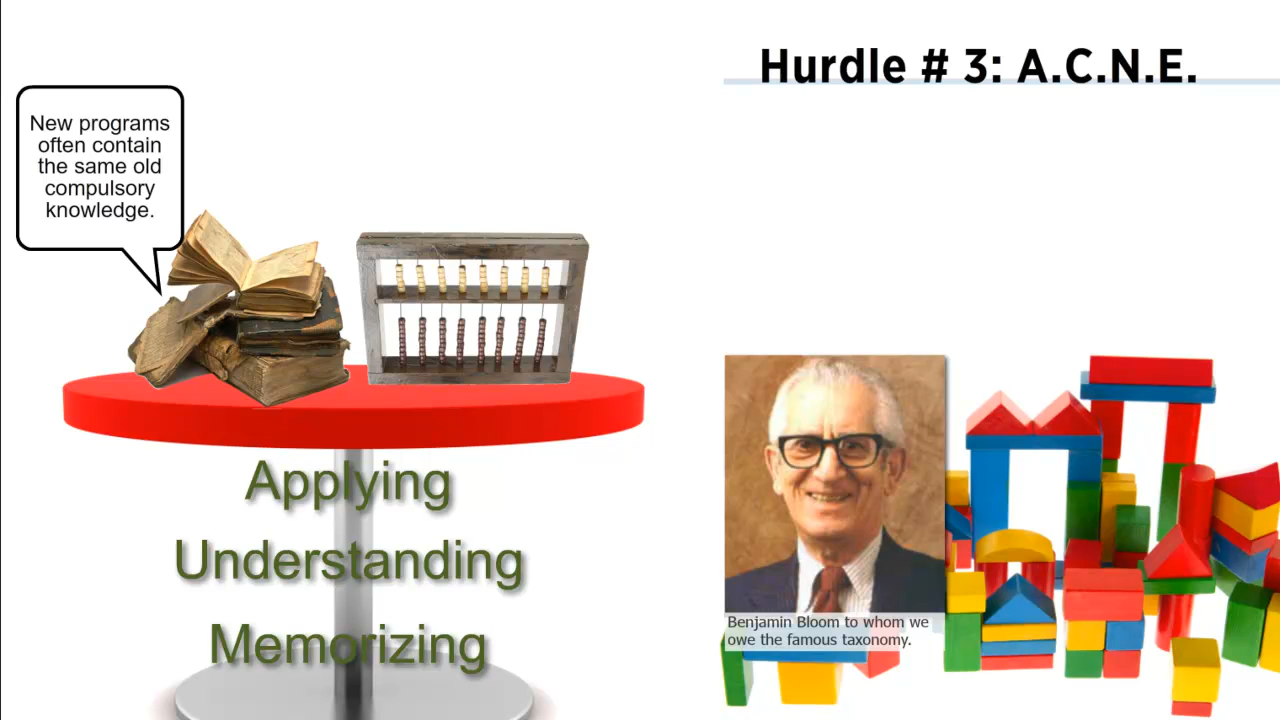 Hurdle # 3: A.C.N.E.
New programs
often contain
the same old
compulsory
knowledge.
Applying
Understanding
Memorizing
Benjamin Bloom to whom we
owe the famous taxonomy.